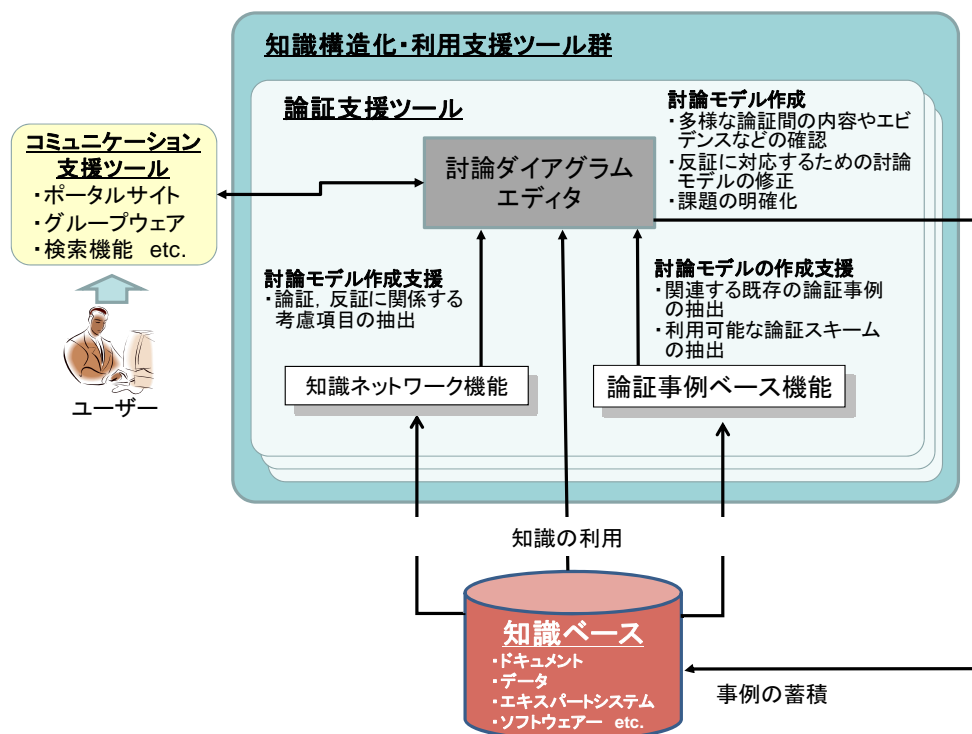 知識構造化・利用支援ツール群
論証支援ツール
討論モデル作成
・多様な論証間の内容やエビ
デンスなどの確認
・反証に対応するための討論
モデルの修正
・課題の明確化
コミュニケーション
支援ツール
・ポータルサイト
・グループウェア
・検索機能 etc.
討論ダイアグラム
エディタ
討論モデル作成支援
・論証，反証に関係する
考慮項目の抽出
討論モデルの作成支援
・関連する既存の論証事例
の抽出
・利用可能な論証スキーム
の抽出
ユーザー
知識ネットワーク機能
論証事例ベース機能
知識の利用
知識ベース
・ドキュメント
・データ
・エキスパートシステム
・ソフトウェアー etc.
事例の蓄積